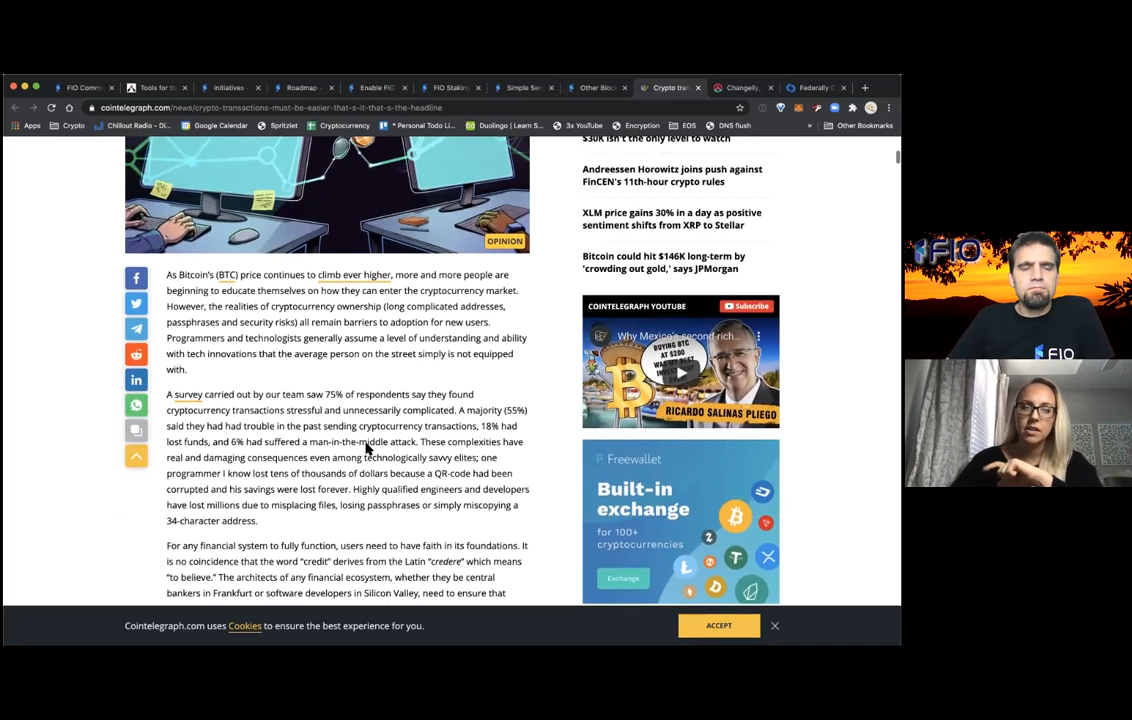 FIO Commu
Tools for th
initiatives -
Roadmap -
Enable FIO
FIO Staking
Simple Sen
Other Block
Crypto tran
Changelly,
Federally C
cointelegraph.com/news/crypto-transactions-must-be-easier-that-s-it-that-s-the-headline
Apps
Crypto
Chillout Radio - Di...
Google Calendar
Spritzlet
Cryptocurrency
* Personal Todo Li...
Duolingo | Learn S...
3x YouTube
Encryption
EOS
DNS flush
»
Other Bookmarks
OPINION
As Bitcoin's (BTC) price continues to climb ever higher, more and more people are
beginning to educate themselves on how they can enter the cryptocurrency market.
However, the realities of cryptocurrency ownership (long complicated addresses,
passphrases and security risks) all remain barriers to adoption for new users.
Programmers and technologists generally assume a level of understanding and ability
with tech innovations that the average person on the street simply is not equipped
with.
A survey carried out by our team saw 75% of respondents say they found
cryptocurrency transactions stressful and unnecessarily complicated. A majority (55%)
said they had had trouble in the past sending cryptocurrency transactions, 18% had
lost funds, and 6% had suffered a man-in-the-middle attack. These complexities have
real and damaging consequences even among technologically savvy elites; one
programmer I know lost tens of thousands of dollars because a QR-code had been
corrupted and his savings were lost forever. Highly qualified engineers and developers
have lost millions due to misplacing files, losing passphrases or simply miscopying a
34-character address.
For any financial system to fully function, users need to have faith in its foundations. It
is no coincidence that the word "credit" derives from the Latin "credere" which means
"to believe." The architects of any financial ecosystem, whether they be central
bankers in Frankfurt or software developers in Silicon Valley, need to ensure that
$30K isn't the only level to watch
Andreessen Horowitz joins push against
FinCEN's 11th-hour crypto rules
XLM price gains 30% in a day as positive
sentiment shifts from XRP to Stellar
Bitcoin could hit $146K long-term by
'crowding out gold,' says JPMorgan
COINTELEGRAPH YOUTUBE
Subscribe
Why Mexico's second-rich...
BUYING BTC
AT $200
WAS MY BEST
INVESTMENT
EVER
RICARDO SALINAS PLIEGO
Freewallet
Built-in
exchange
for 100+
cryptocurrencies
Exchange
Cointelegraph.com uses Cookies to ensure the best experience for you.
ACCEPT
FIO
FIO